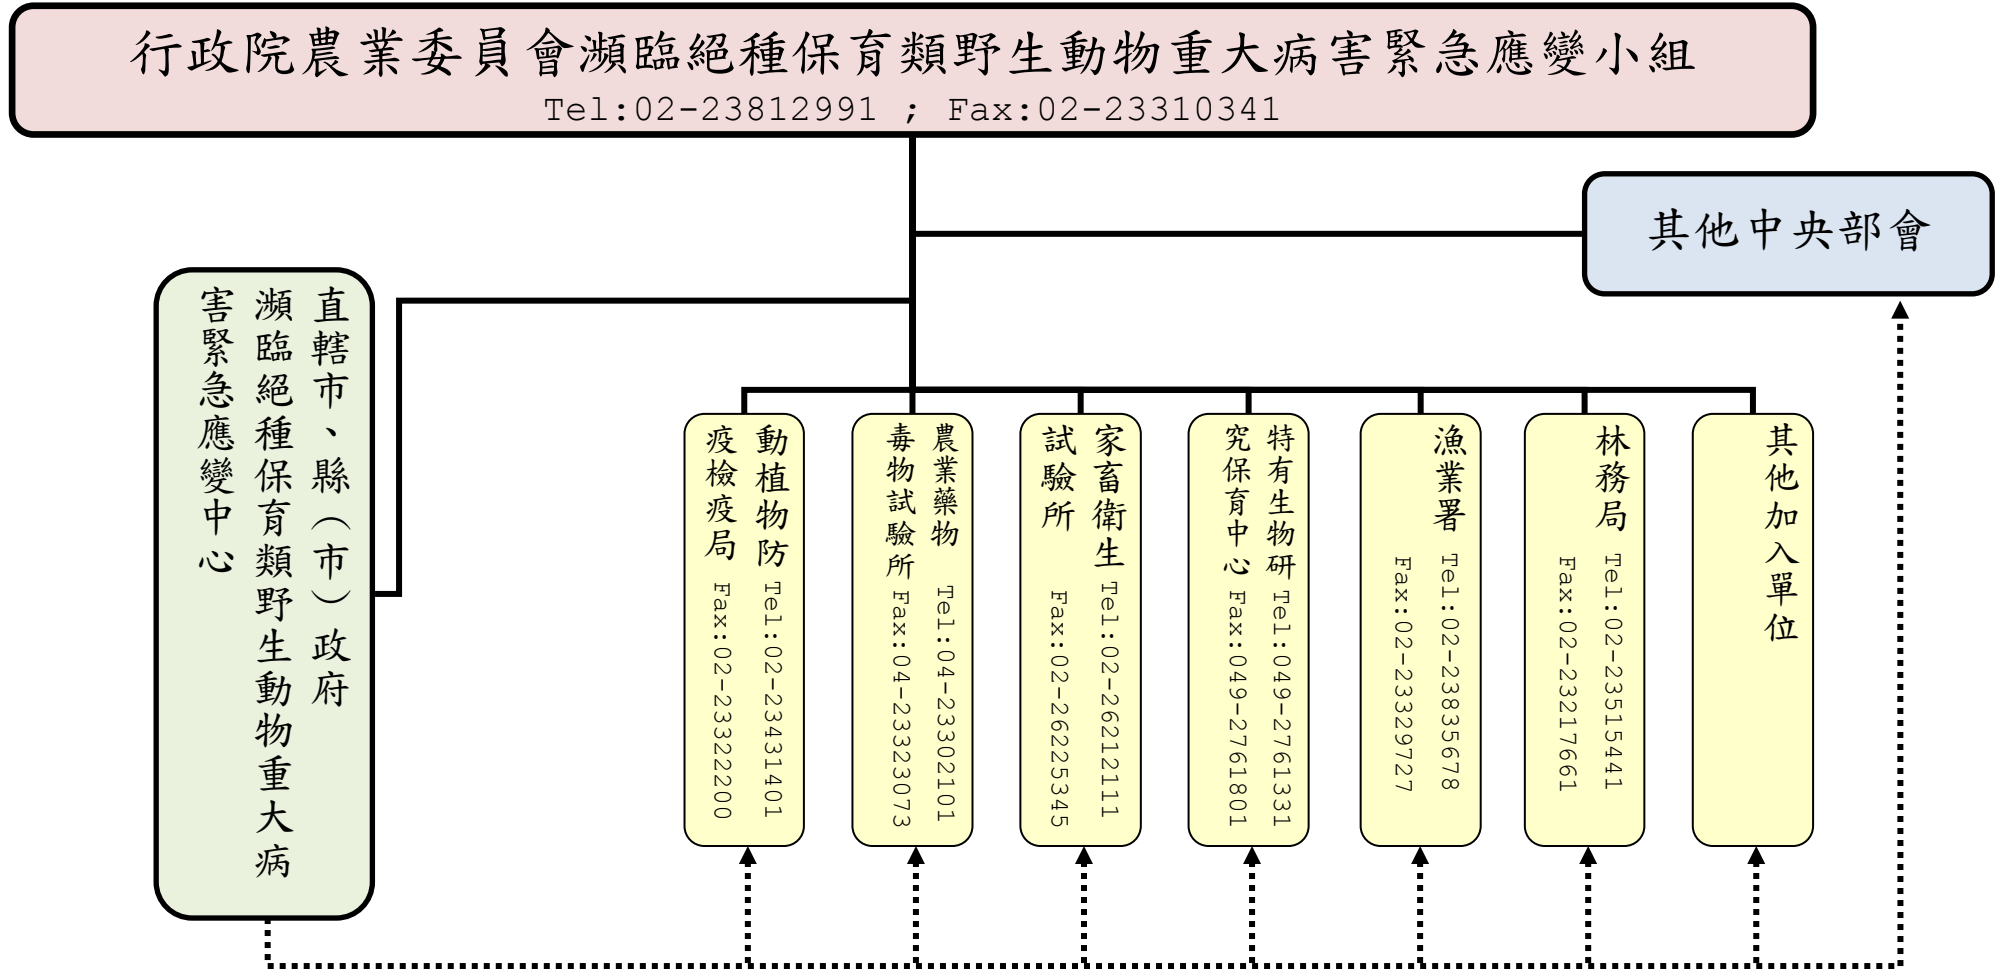 行政院農業委員會瀕臨絕種保育類野生動物重大病害緊急應變小組
Tel:02-23812991 ; Fax:02-23310341
其他中央部會
直轄市、縣（市）政府
瀕臨絕種保育類野生動物重大病
害緊急應變中心
動植物防 Tel:02-23431401
疫檢疫局 Fax:02-23322200
農業藥物 Tel:04-23302101
毒物試驗所 Fax:04-23323073
家畜衛生 Tel:02-26212111
試驗所 Fax:02-26225345
特有生物研 Tel:049-2761331
究保育中心 Fax:049-2761801
漁業署 Tel:02-23835678
Fax:02-23329727
林務局 Tel:02-23515441
Fax:02-23217661
其他加入單位